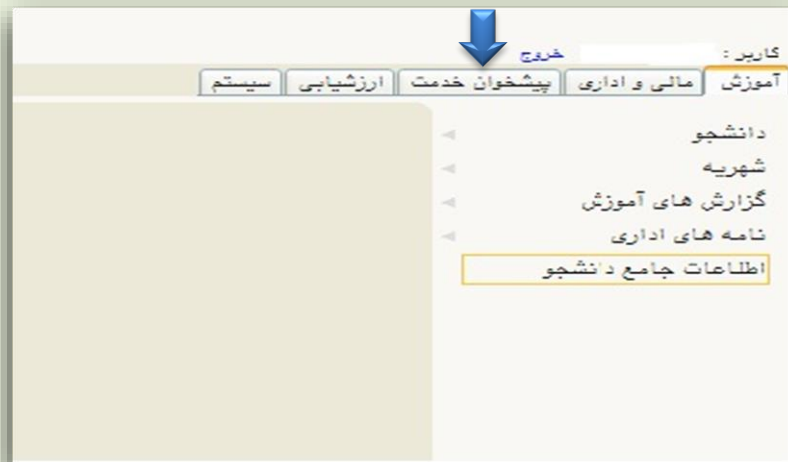 کاربر : خروج
آموزش مالی و اداری پیشخوان خدمت ارزشیابی سیستم
دانشجو
شهریه
گزارش های آموزش
نامه های اداری
اطلاعات جامع دانشجو